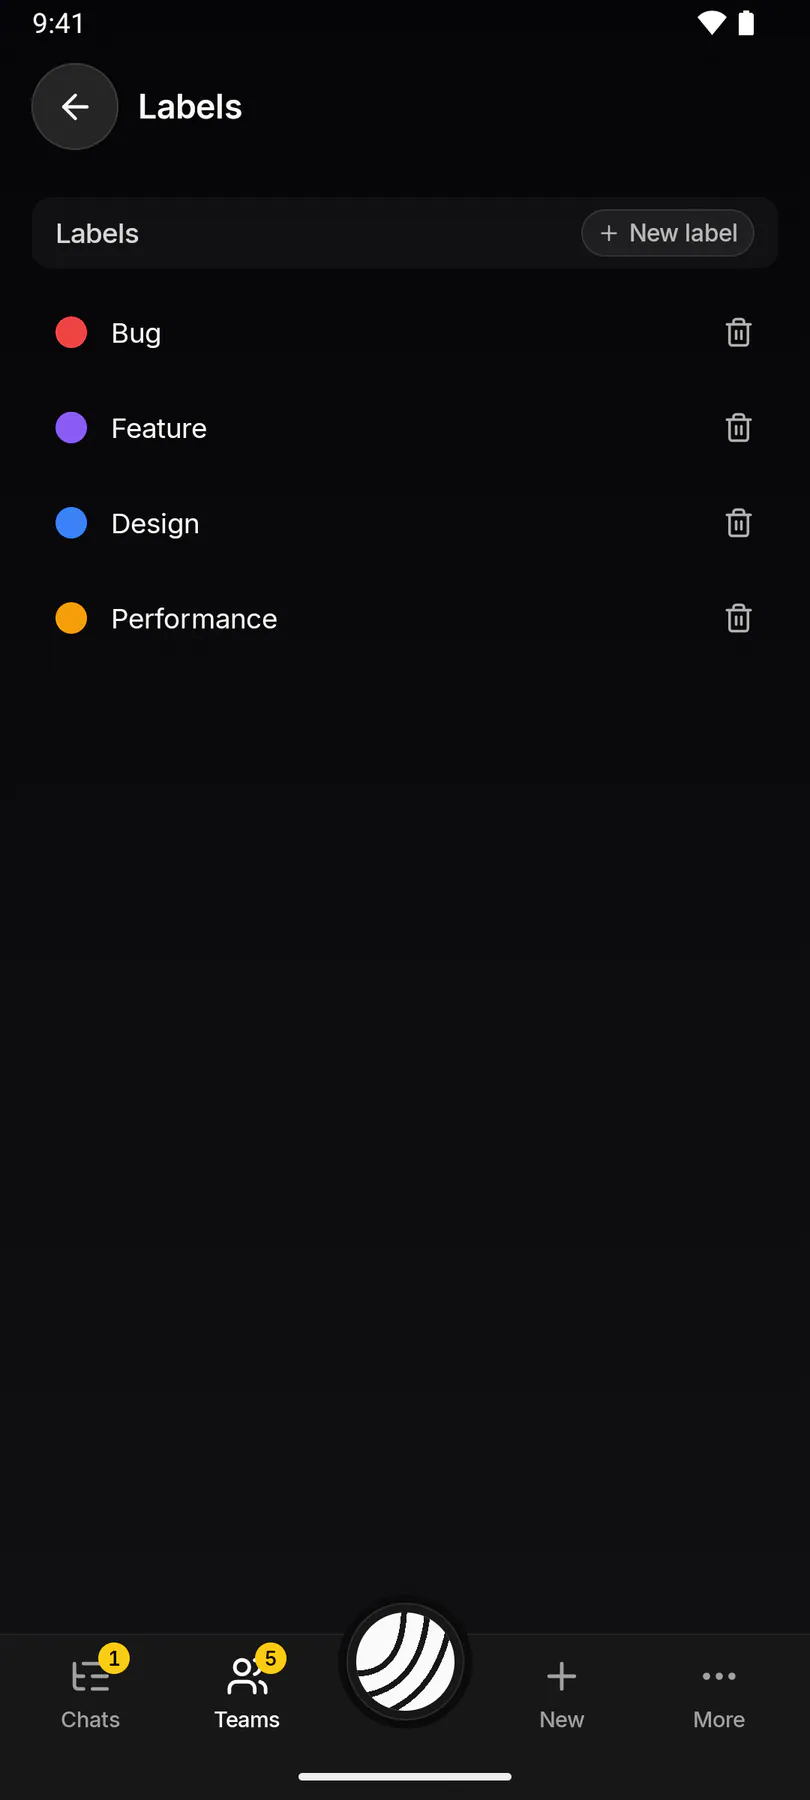 9:41
Labels
Labels
New label
Bug
Feature
Design
Performance
1
5
Chats
Teams
New
More